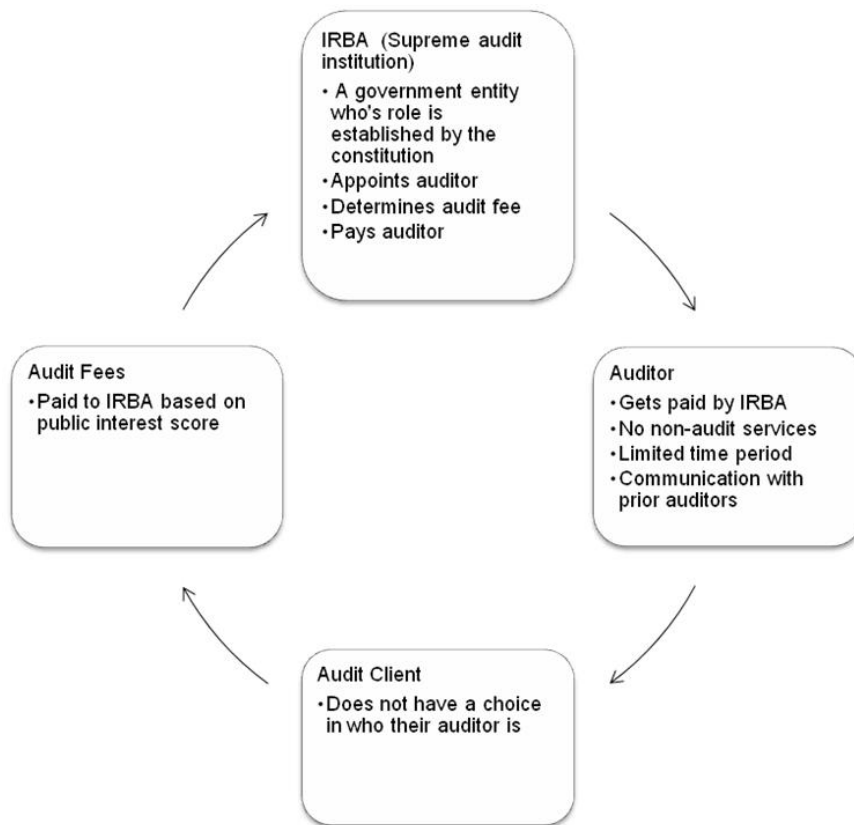 IRBA (Supreme audit
institution)
• A government entity
who's role is
established by the
constitution
•Appoints auditor
•Determines audit fee
•Pays auditor
Audit Fees
•Paid to IRBA based on
public interest score
Auditor
•Gets paid by IRBA
•No non-audit services
•Limited time period
•Communication with
prior auditors
Audit Client
•Does not have a choice
in who their auditor is